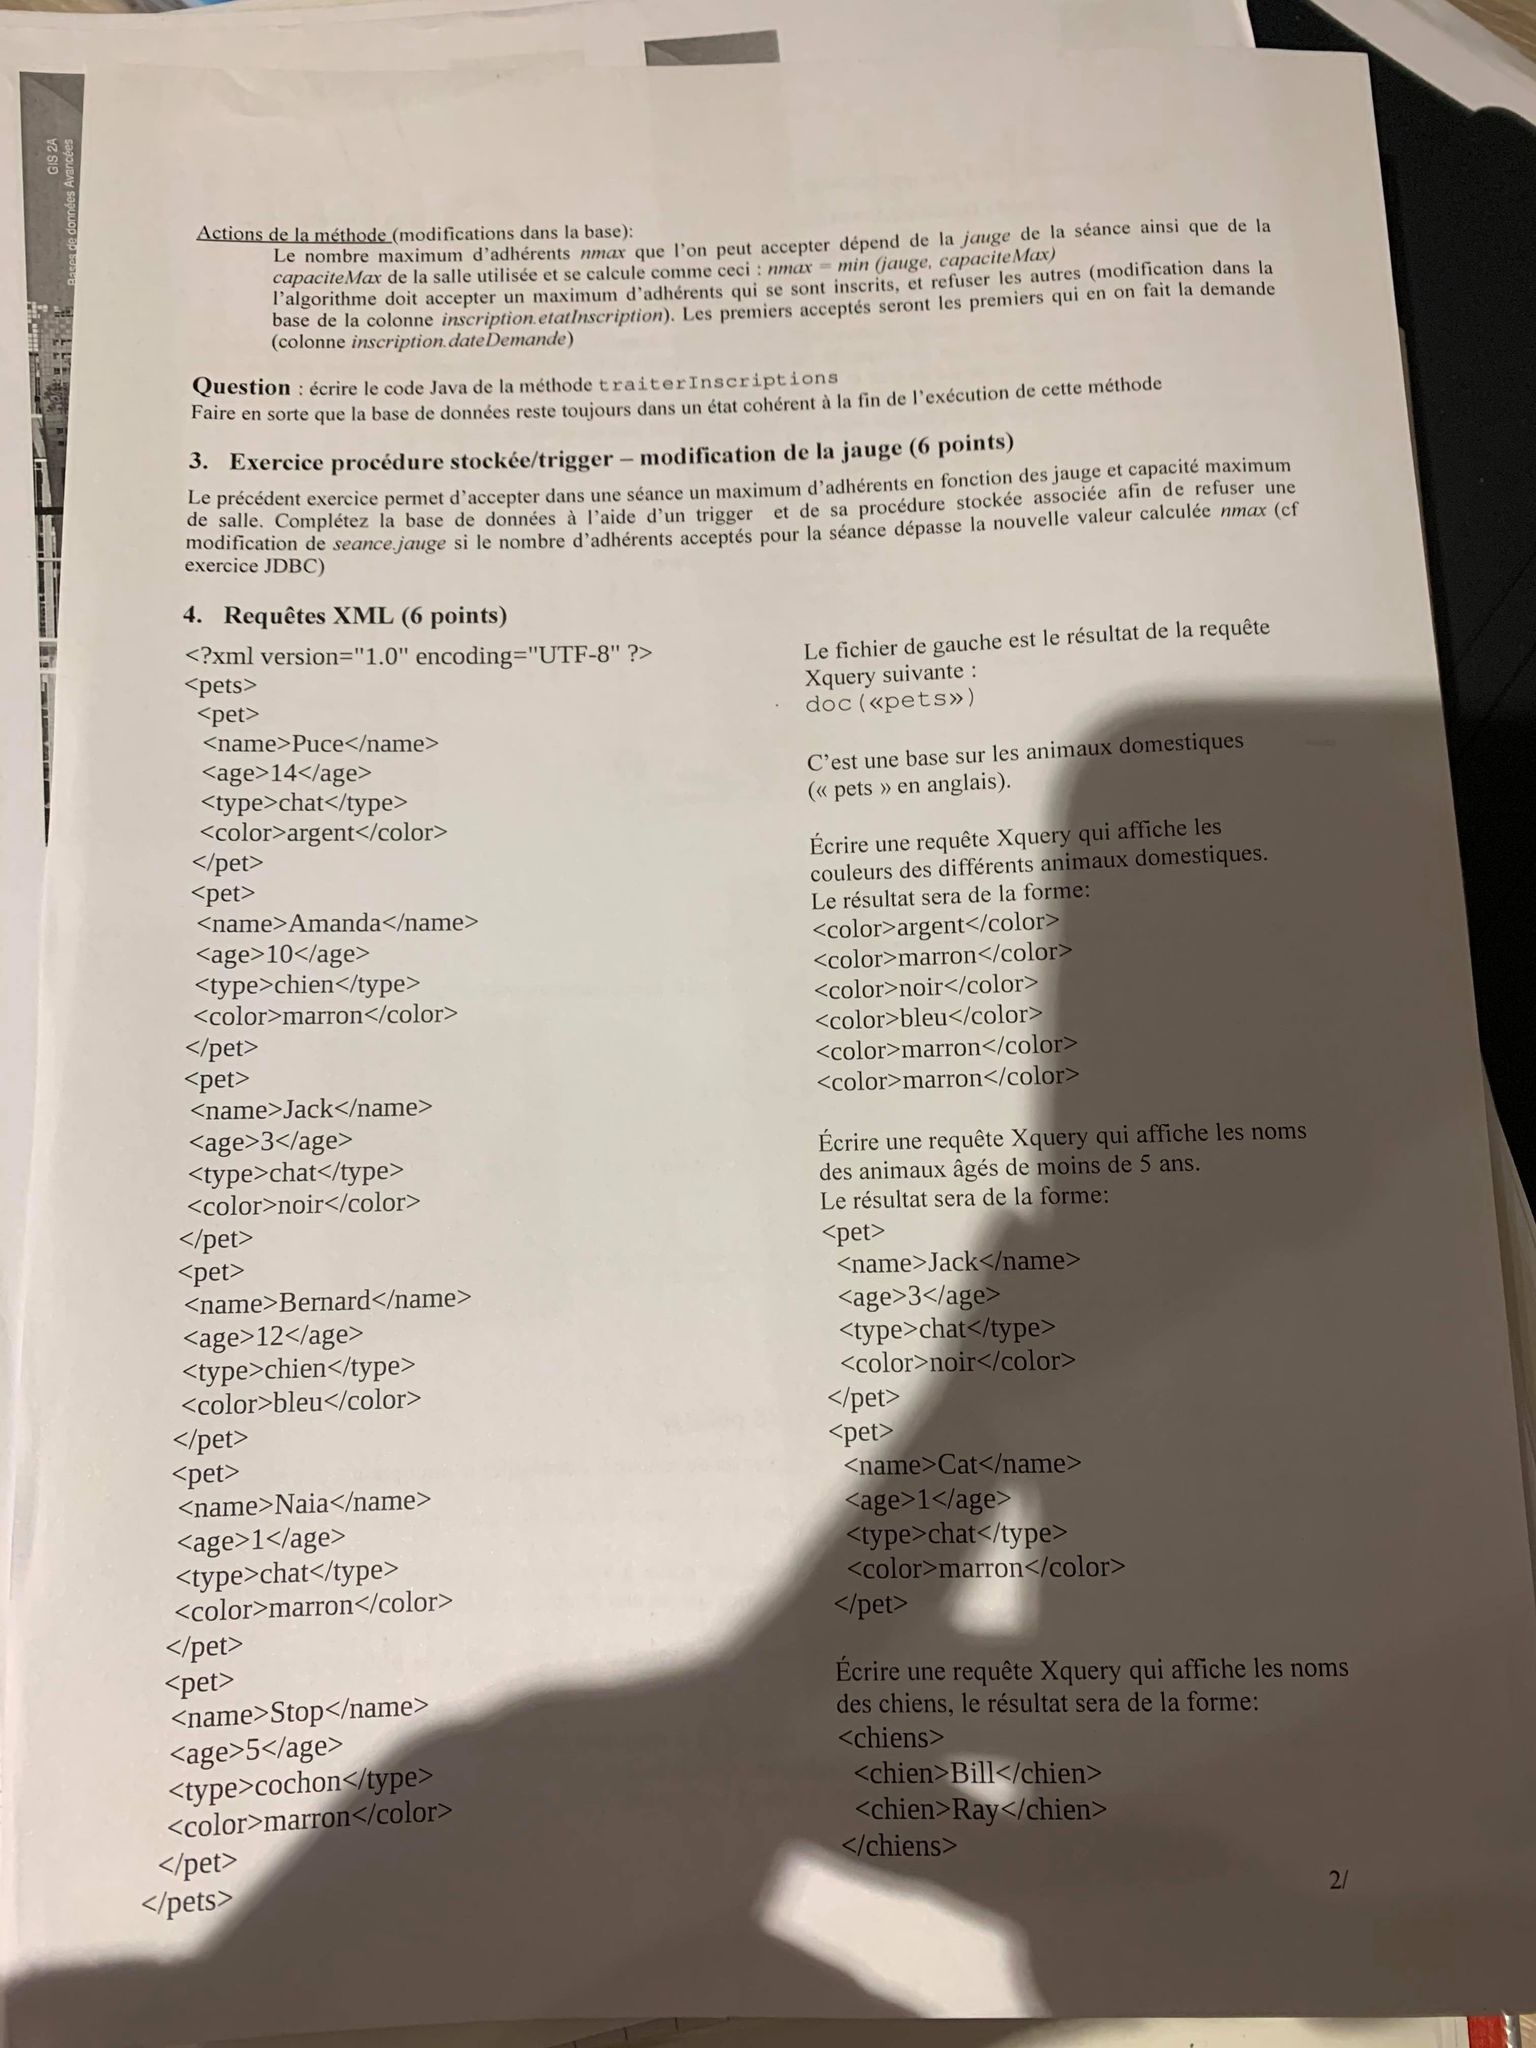 GIS 2A
Bases de données Avancées
Actions de la méthode (modifications dans la base):
Le nombre maximum d'adhérents nmax que l'on peut accepter dépend de la jauge de la séance ainsi que de la
capaciteMax de la salle utilisée et se calcule comme ceci : nmax = min (jauge, capaciteMax)
l'algorithme doit accepter un maximum d'adhérents qui se sont inscrits, et refuser les autres (modification dans la
base de la colonne inscription.etatInscription). Les premiers acceptés seront les premiers qui en on fait la demande
(colonne inscription.dateDemande)
Question : écrire le code Java de la méthode traiterInscriptions
Faire en sorte que la base de données reste toujours dans un état cohérent à la fin de l'exécution de cette méthode
3. Exercice procédure stockée/trigger – modification de la jauge (6 points)
Le précédent exercice permet d'accepter dans une séance un maximum d'adhérents en fonction des jauge et capacité maximum
de salle. Complétez la base de données à l'aide d'un trigger et de sa procédure stockée associée afin de refuser une
modification de seance.jauge si le nombre d'adhérents acceptés pour la séance dépasse la nouvelle valeur calculée nmax (cf
exercice JDBC)
4. Requêtes XML (6 points)
<?xml version="1.0" encoding="UTF-8" ?>
<pets>
<pet>
<name>Puce</name>
<age>14</age>
<type>chat</type>
<color>argent</color>
</pet>
<pet>
<name>Amanda</name>
<age>10</age>
<type>chien</type>
<color>marron</color>
</pet>
<pet>
<name>Jack</name>
<age>3</age>
<type>chat</type>
<color>noir</color>
</pet>
<pet>
<name>Bernard</name>
<age>12</age>
<type>chien</type>
<color>bleu</color>
</pet>
<pet>
<name>Naia</name>
<age>1</age>
<type>chat</type>
<color>marron</color>
</pet>
<pet>
<name>Stop</name>
<age>5</age>
<type>cochon</type>
<color>marron</color>
</pet>
</pets>
Le fichier de gauche est le résultat de la requête
Xquery suivante :
doc(«pets»)
C'est une base sur les animaux domestiques
(« pets » en anglais).
Écrire une requête Xquery qui affiche les
couleurs des différents animaux domestiques.
Le résultat sera de la forme:
<color>argent</color>
<color>marron</color>
<color>noir</color>
<color>bleu</color>
<color>marron</color>
<color>marron</color>
Écrire une requête Xquery qui affiche les noms
des animaux âgés de moins de 5 ans.
Le résultat sera de la forme:
<pet>
<name>Jack</name>
<age>3</age>
<type>chat</type>
<color>noir</color>
</pet>
<pet>
<name>Cat</name>
<age>1</age>
<type>chat</type>
<color>marron</color>
</pet>
Écrire une requête Xquery qui affiche les noms
des chiens, le résultat sera de la forme:
<chiens>
<chien>Bill</chien>
<chien>Ray</chien>
</chiens>
2/